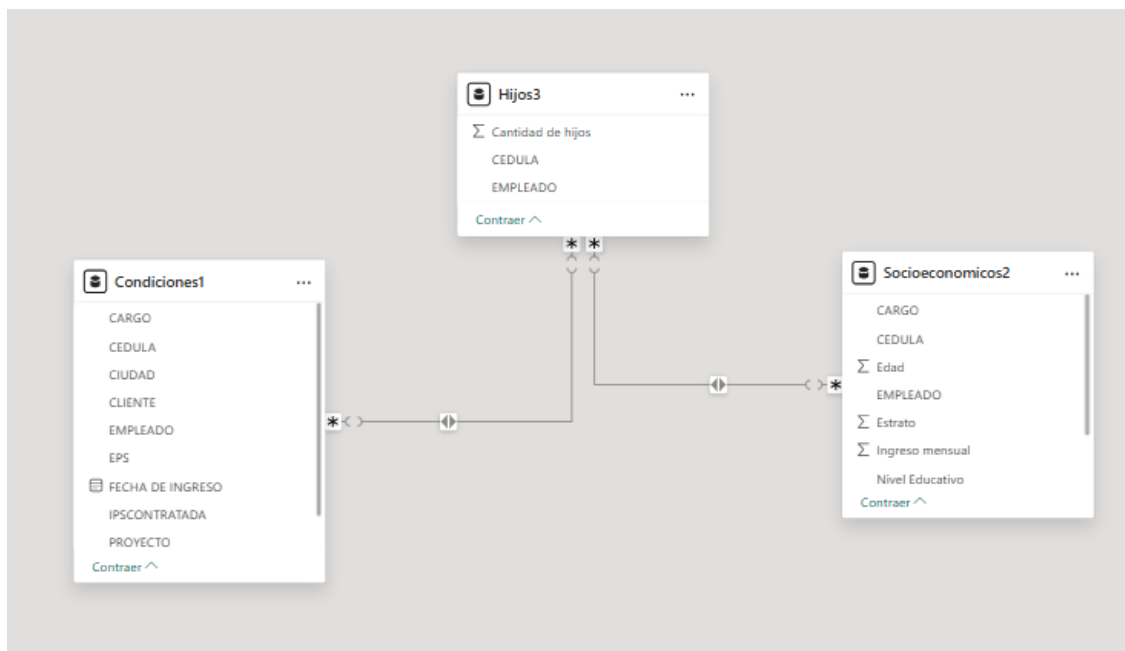 Hijos3
Cantidad de hijos
CEDULA
EMPLEADO
Contraer
Condiciones1
CARGO
CEDULA
CIUDAD
CLIENTE
EMPLEADO
EPS
FECHA DE INGRESO
IPSCONTRATADA
PROYECTO
Contraer
Socioeconomicos2
CARGO
CEDULA
Edad
EMPLEADO
Estrato
Ingreso mensual
Nivel Educativo
Contraer